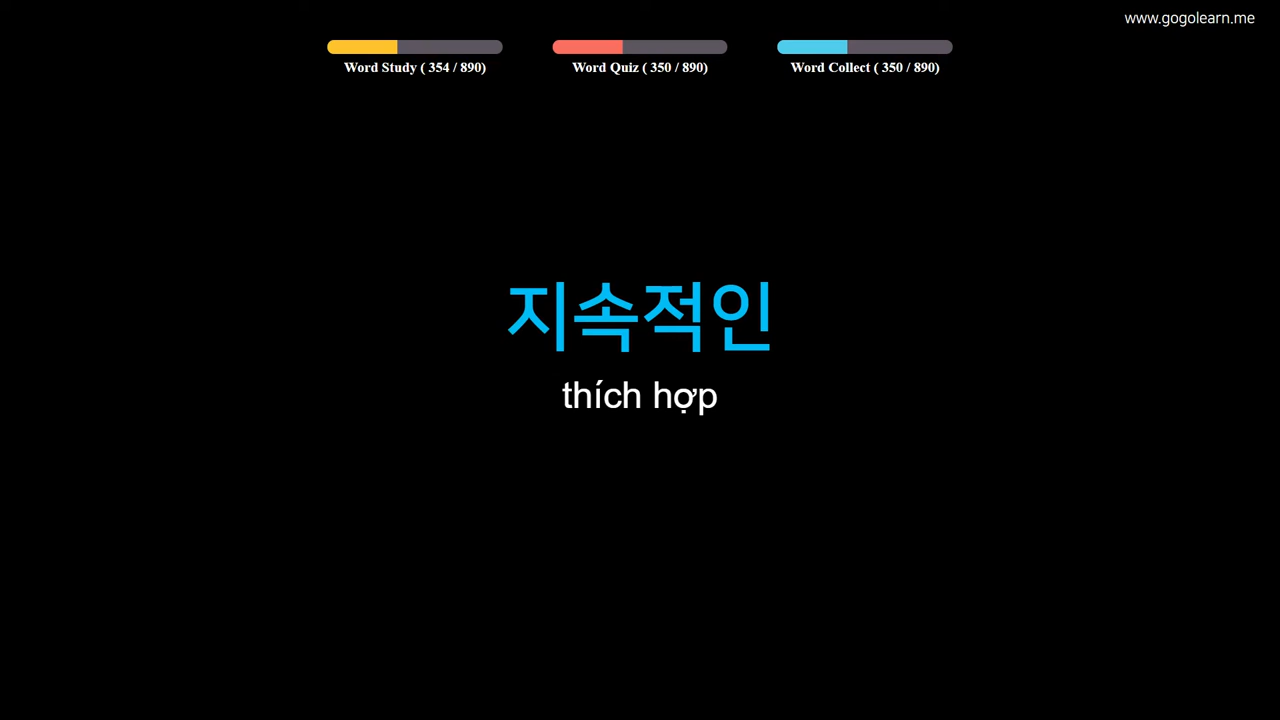 www.gogolearn.me
Word Study ( 354 / 890)
Word Quiz ( 350 / 890)
Word Collect ( 350 / 890)
지속적인
thích hợp